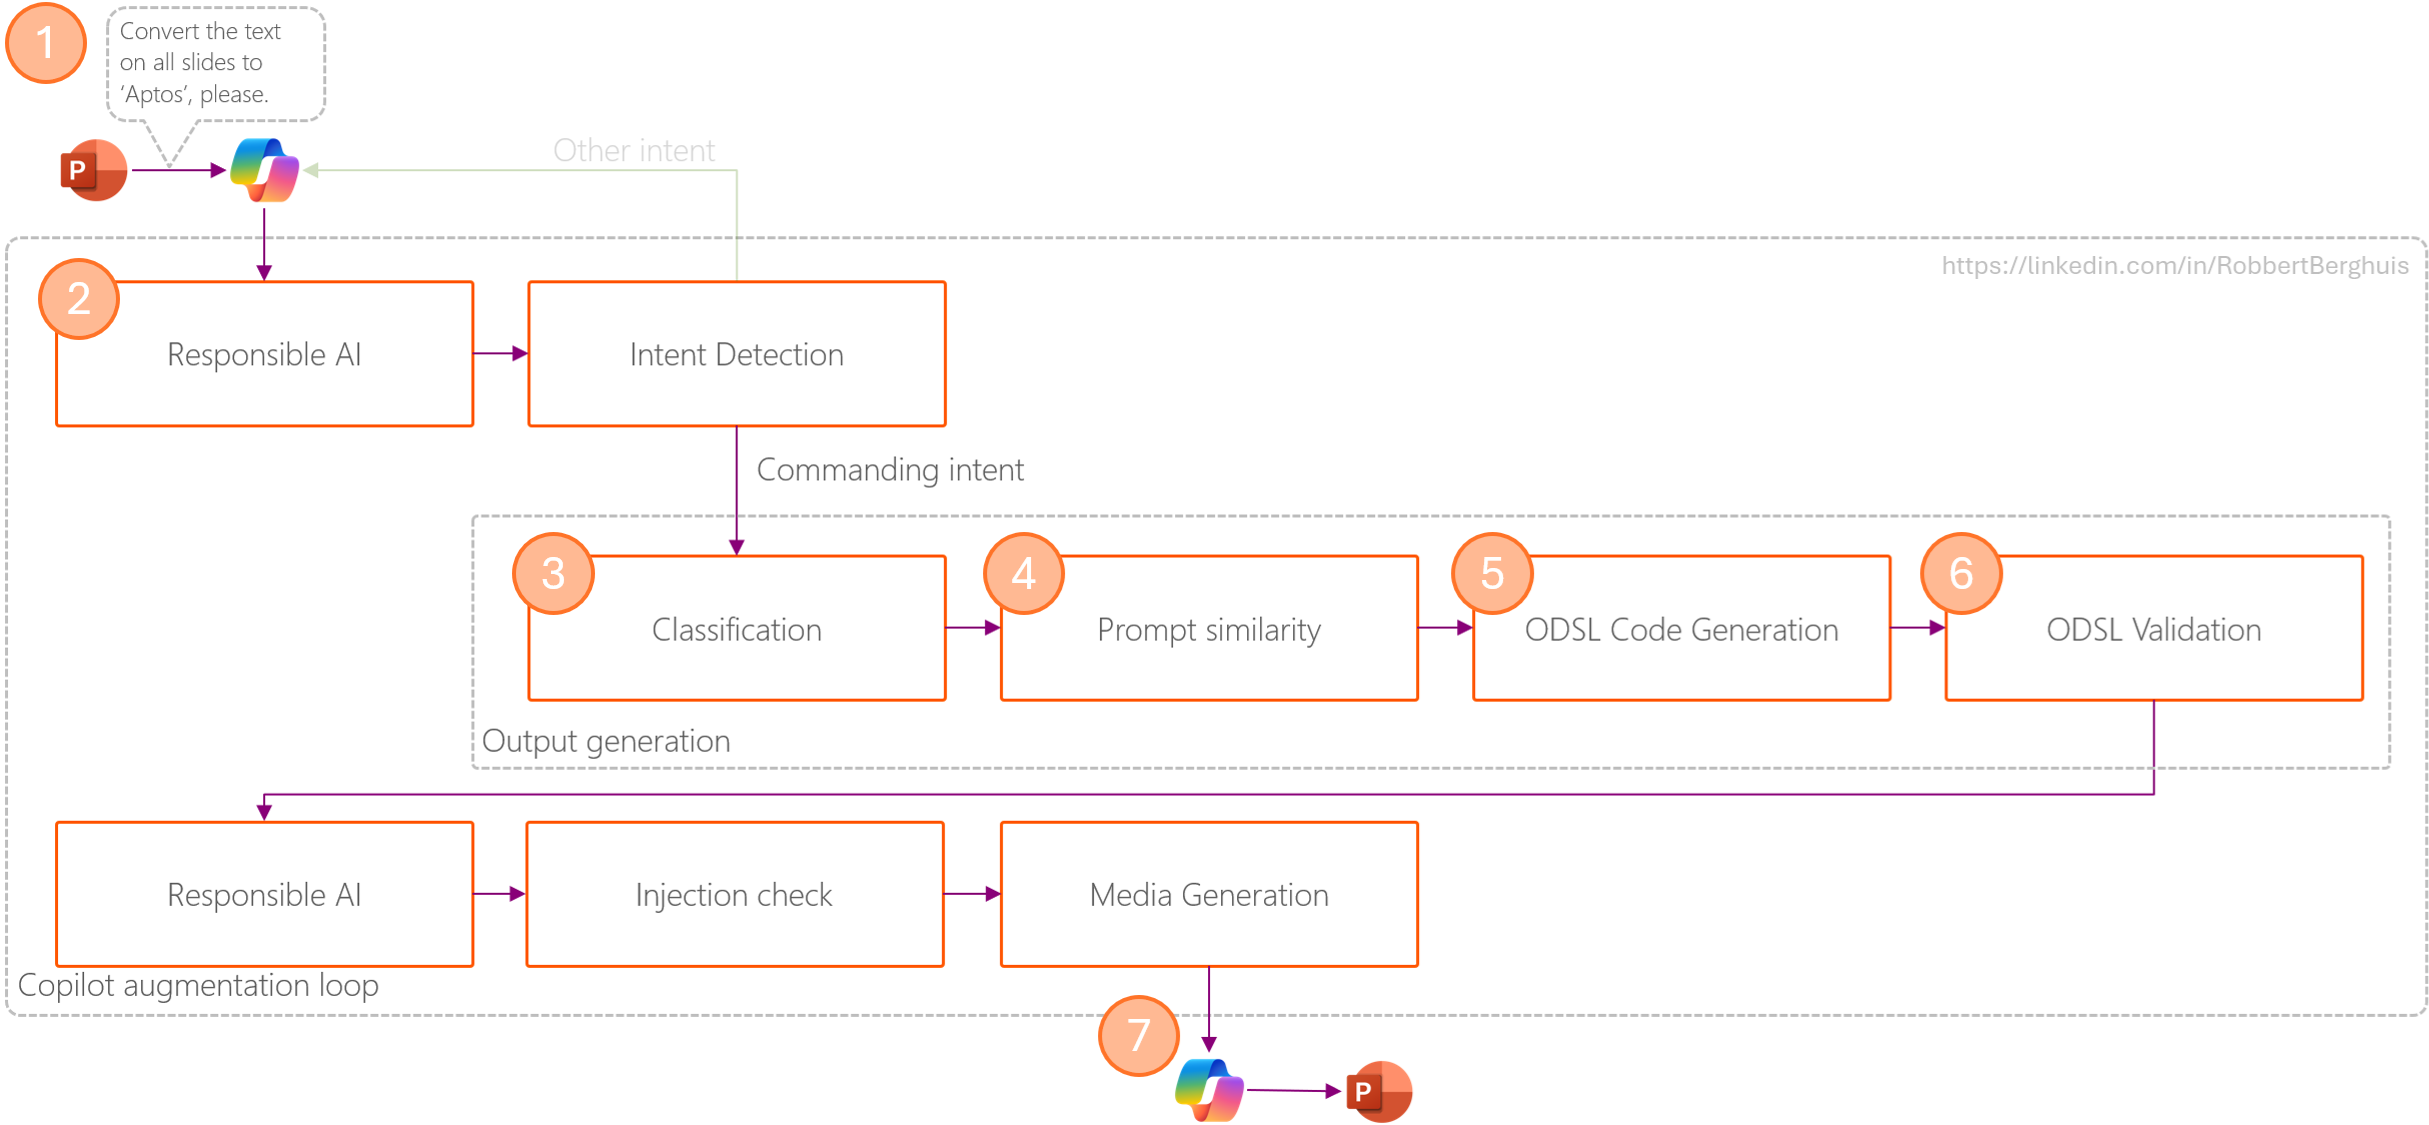 1
Convert the text
on all slides to
‘Aptos’, please.
P
Other intent
https://linkedin.com/in/RobbertBerghuis
2
Responsible AI
Intent Detection
Commanding intent
3
Classification
4
Prompt similarity
5
ODSL Code Generation
6
ODSL Validation
Output generation
Responsible AI
Injection check
Media Generation
Copilot augmentation loop
7
P